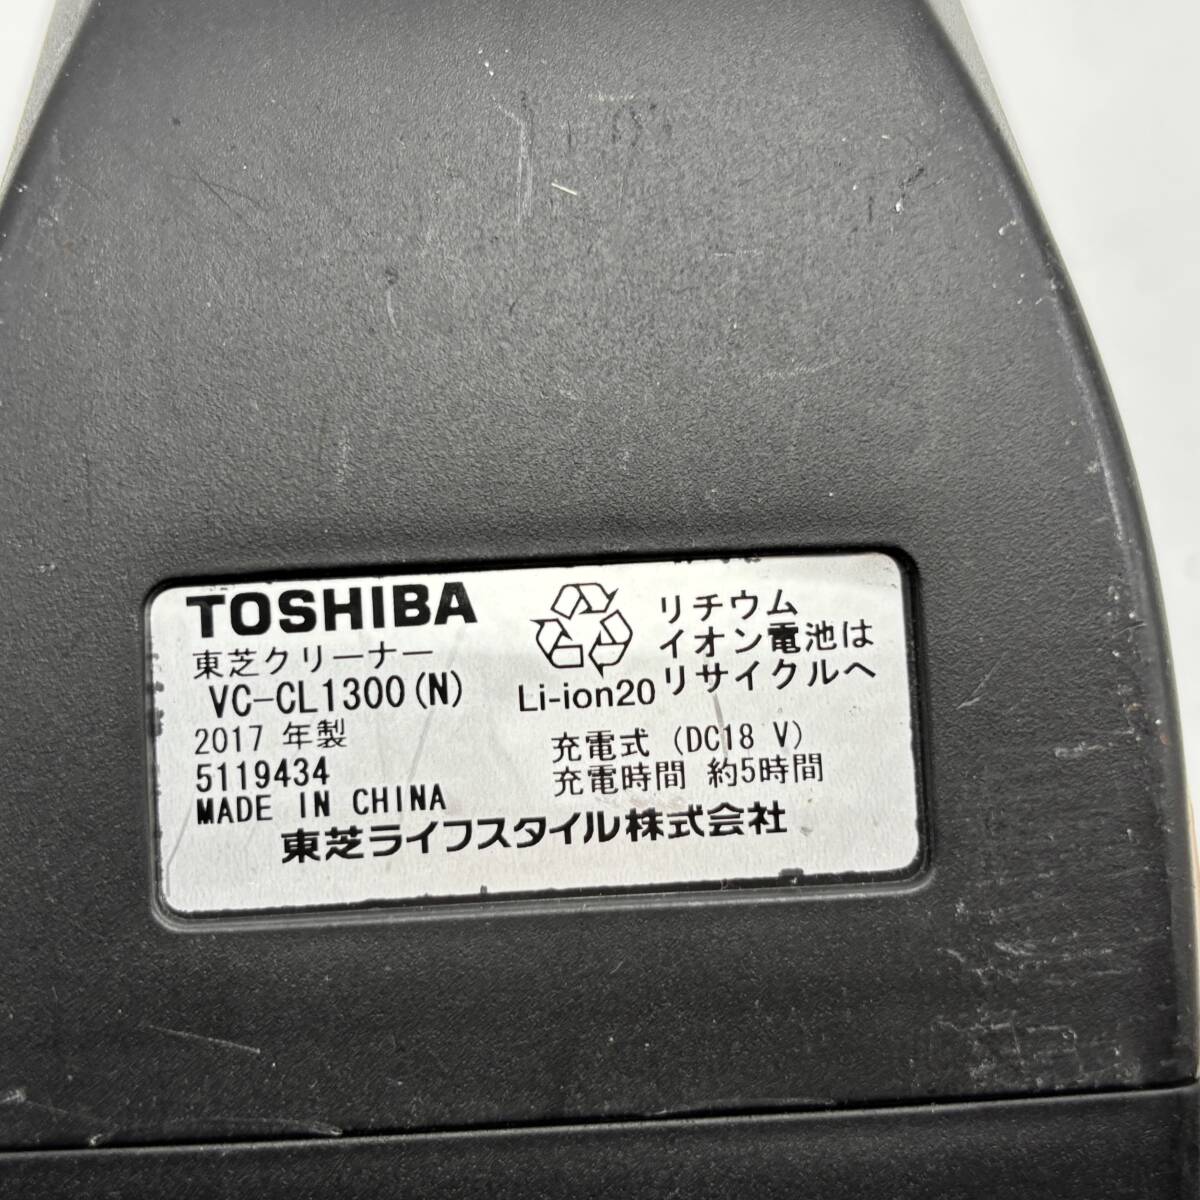 TOSHIBA
東芝クリーナー
VC-CL1300(N)
2017 年製
5119434
MADE IN CHINA
Li-ion20
リチウム
イオン電池は
リサイクルへ
充電式 (DC18 V)
充電時間 約5時間
東芝ライフスタイル株式会社